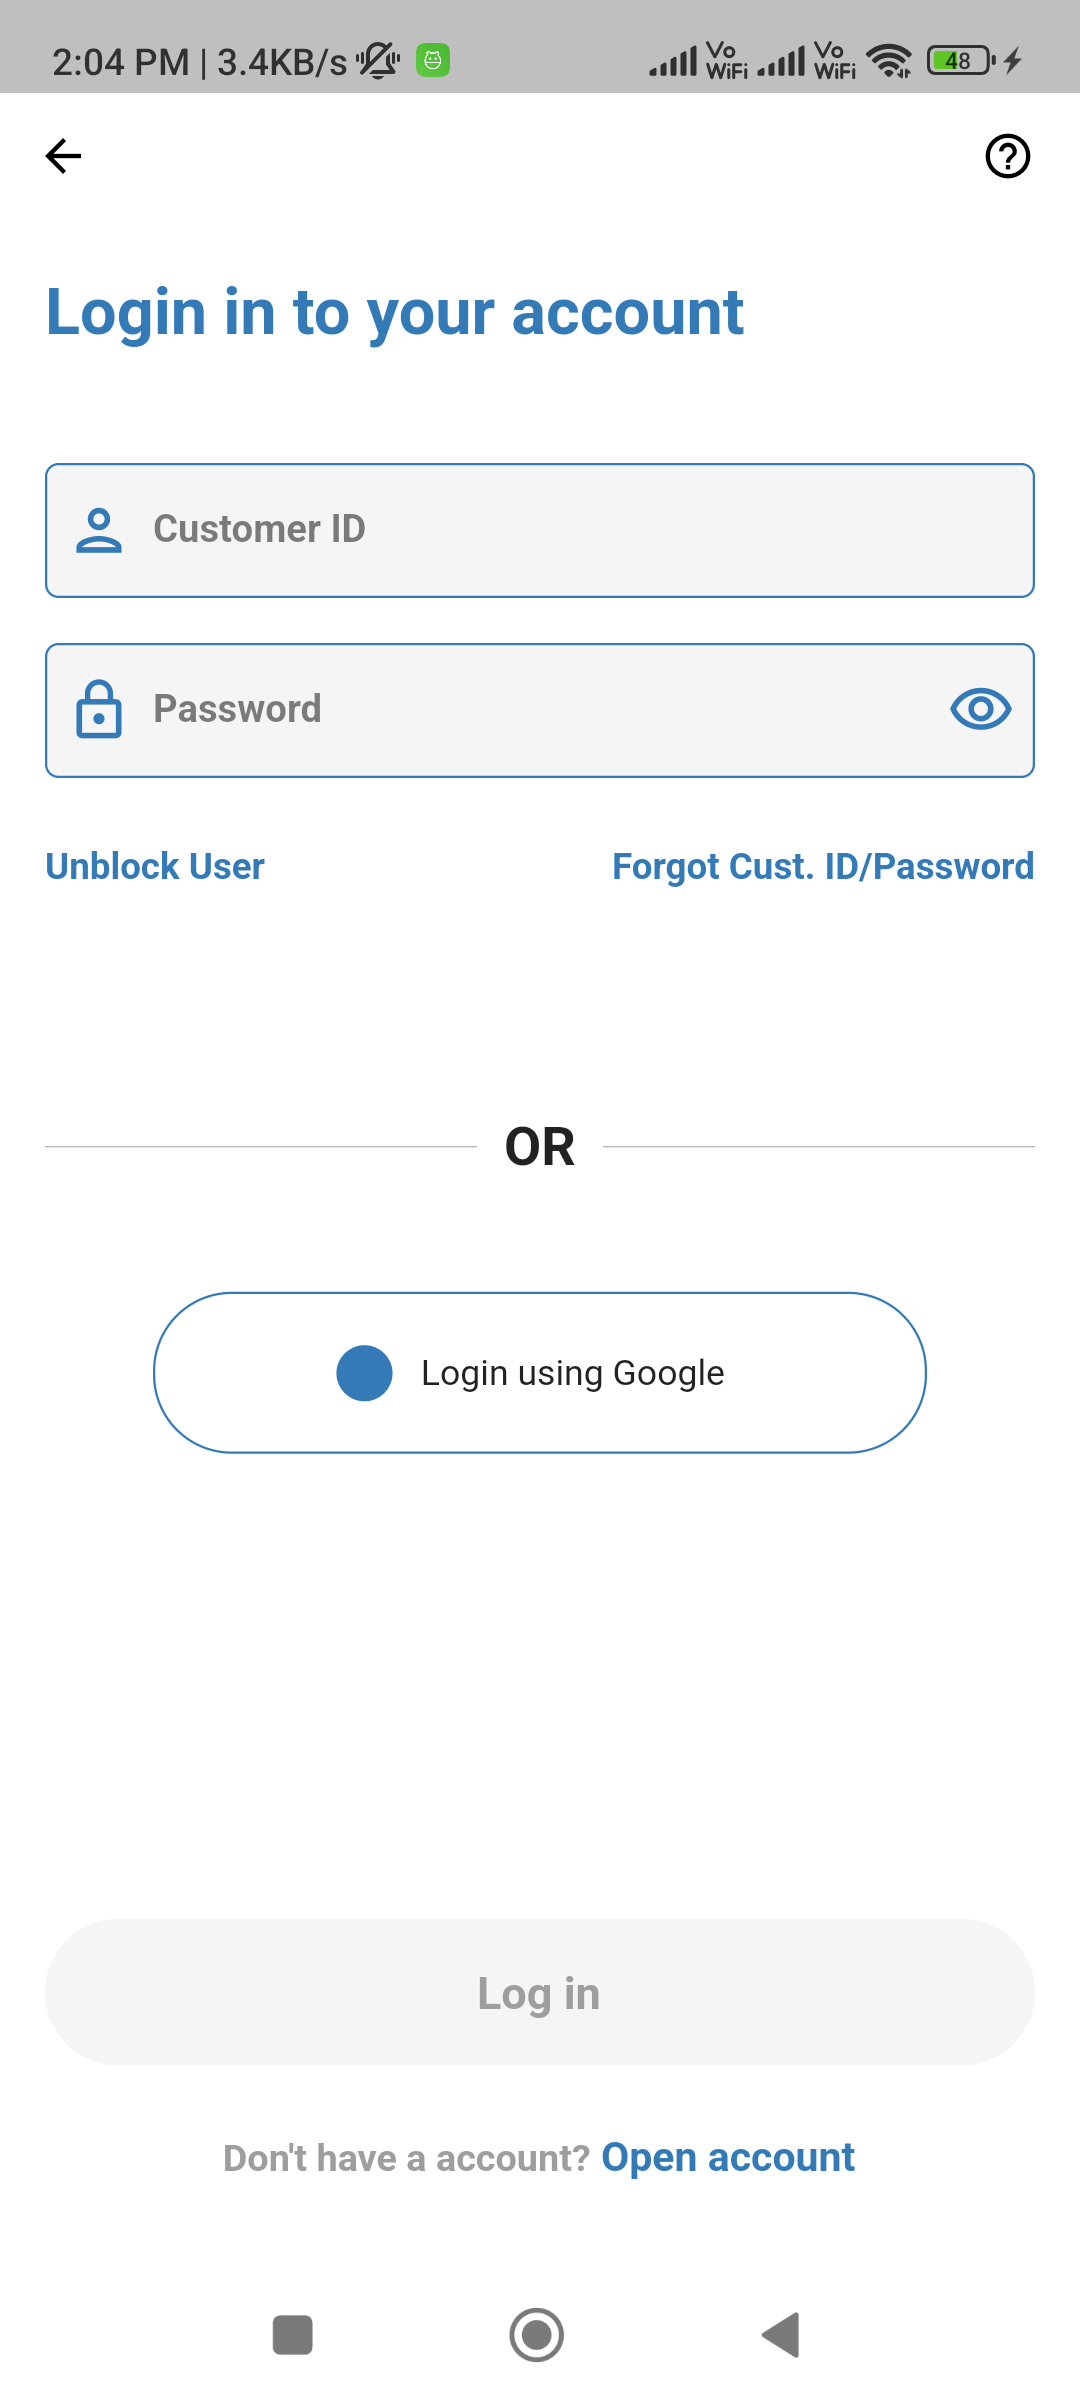 2:04 PM | 3.4KB/s Vo WiFi Vo WiFi 48
Login in to your account
Customer ID
Password
Unblock User Forgot Cust. ID/Password
OR
Login using Google
Log in
Don't have a account? Open account